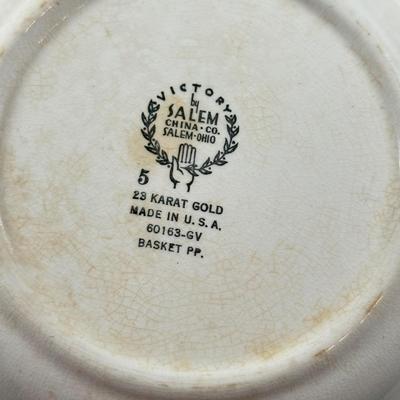 VICTORY
by
SALEM
CHINA · CO.
SALEM · OHIO
5
23 KARAT GOLD
MADE IN U.S.A.
60163-GV
BASKET PP.